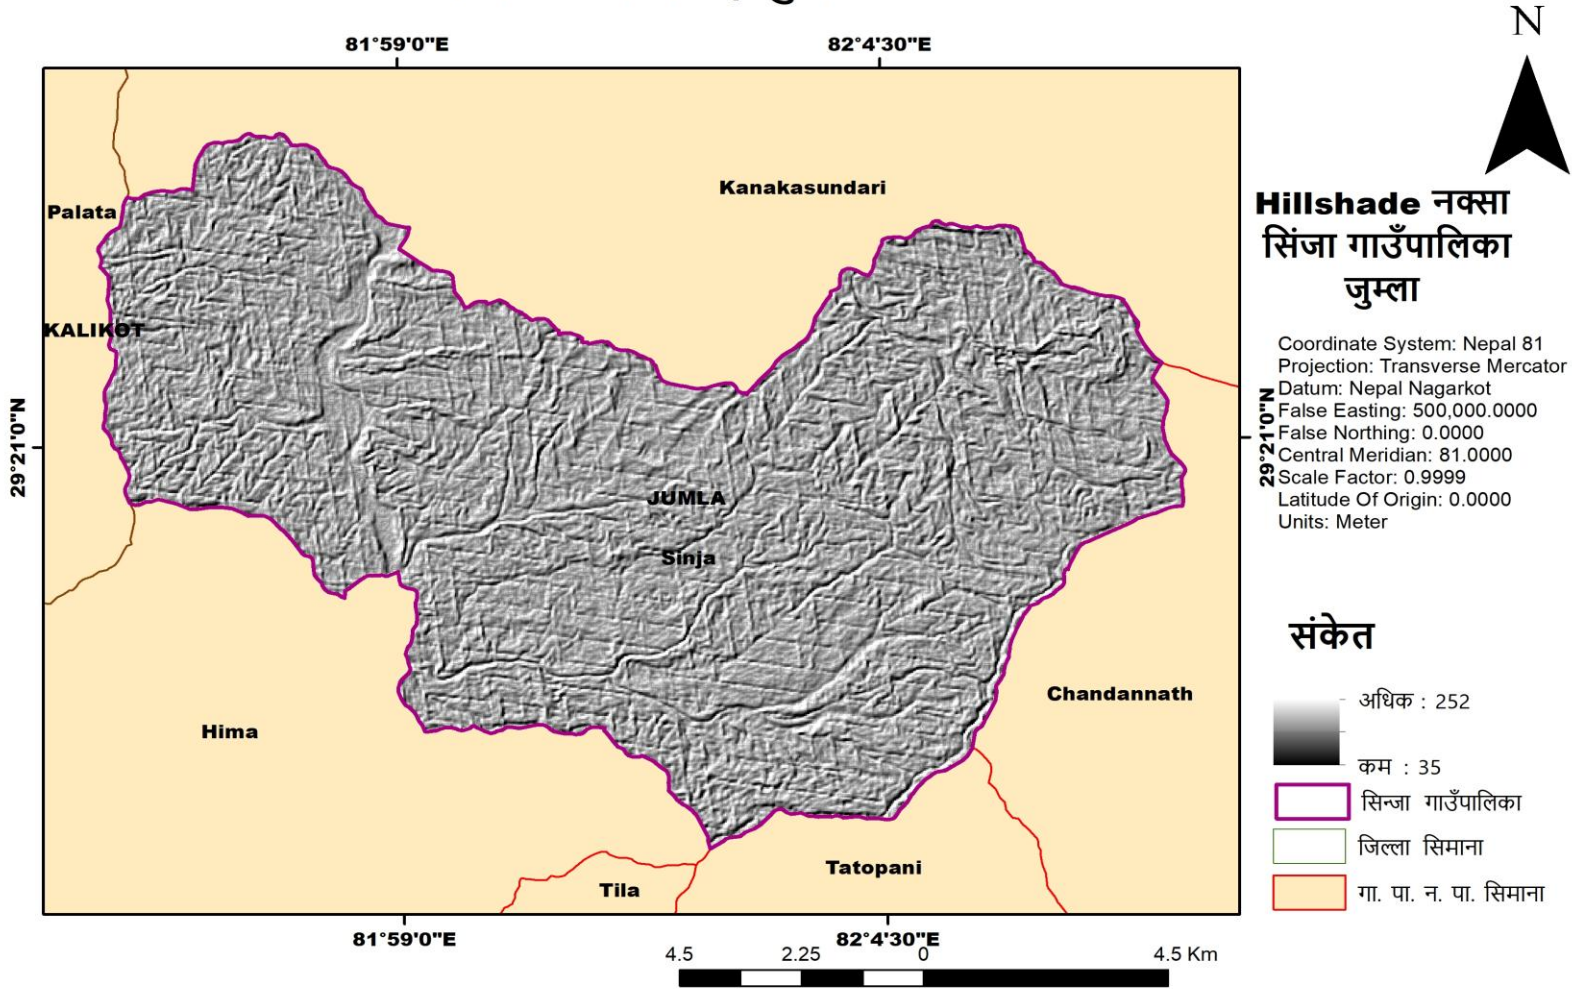 81°59'0"E 82°4'30"E
N
Kanakasundari
Palata
KALIKOT
JUMLA
Sinja
Hima
Chandannath
Tatopani
Tila
29°21'0"N
29°21'0"N
81°59'0"E 82°4'30"E
4.5 2.25 0 4.5 Km
Hillshade नक्सा
सिंजा गाउँपालिका
जुम्ला
Coordinate System: Nepal 81
Projection: Transverse Mercator
Datum: Nepal Nagarkot
False Easting: 500,000.0000
False Northing: 0.0000
Central Meridian: 81.0000
Scale Factor: 0.9999
Latitude Of Origin: 0.0000
Units: Meter
संकेत
अधिक : 252
कम : 35
सिन्जा गाउँपालिका
जिल्ला सिमाना
गा. पा. न. पा. सिमाना